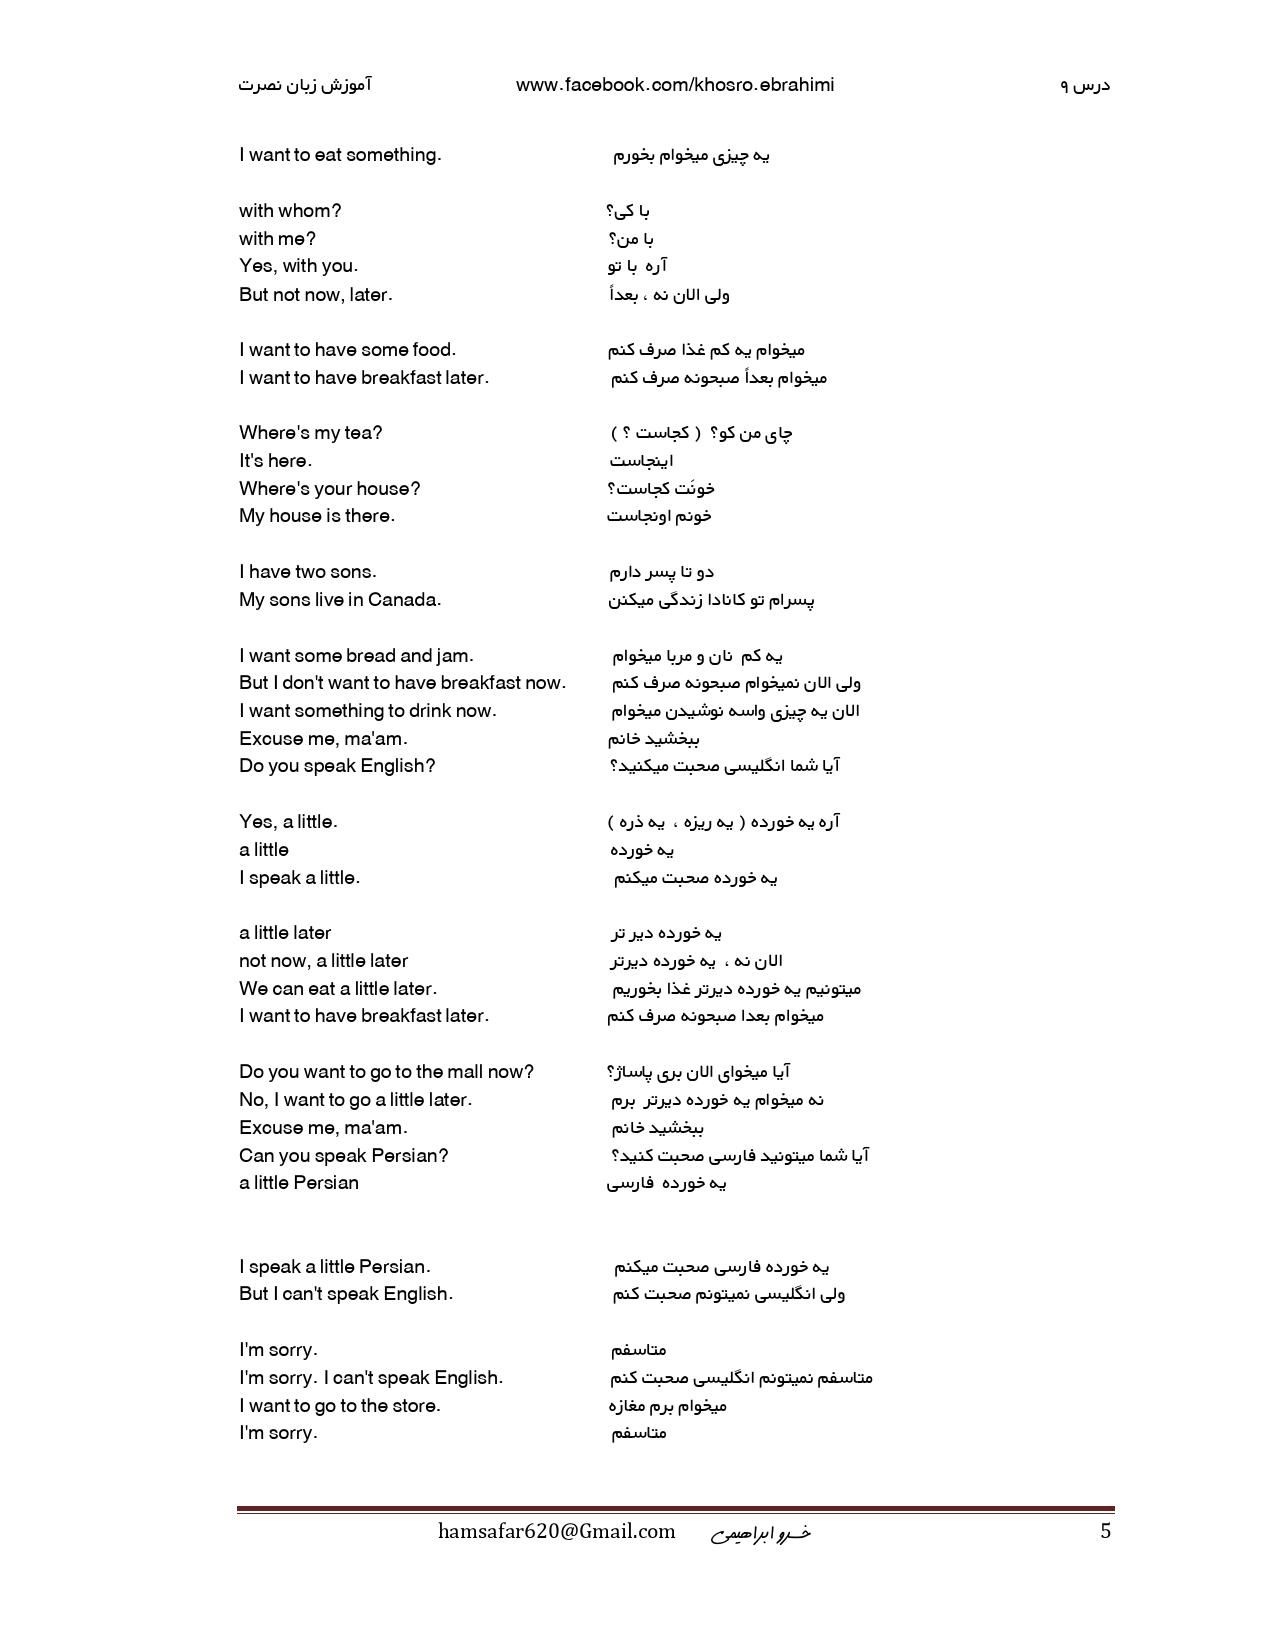 آموزش زبان نصرت www.facebook.com/khosro.ebrahimi درس ۹
I want to eat something. یه چیزی میخوام بخورم
with whom? با کی؟
with me? با من؟
Yes, with you. آره با تو
But not now, later. ولی الان نه ، بعداً
I want to have some food. میخوام یه کم غذا صرف کنم
I want to have breakfast later. میخوام بعداً صبحونه صرف کنم
Where's my tea? چای من کو؟ ( کجاست ؟ )
It's here. اینجاست
Where's your house? خونَت کجاست؟
My house is there. خونم اونجاست
I have two sons. دو تا پسر دارم
My sons live in Canada. پسرام تو کانادا زندگی میکنن
I want some bread and jam. یه کم نان و مربا میخوام
But I don't want to have breakfast now. ولی الان نمیخوام صبحونه صرف کنم
I want something to drink now. الان یه چیزی واسه نوشیدن میخوام
Excuse me, ma'am. ببخشید خانم
Do you speak English? آیا شما انگلیسی صحبت میکنید؟
Yes, a little. آره یه خورده ( یه ریزه ، یه ذره )
a little یه خورده
I speak a little. یه خورده صحبت میکنم
a little later یه خورده دیر تر
not now, a little later الان نه ، یه خورده دیرتر
We can eat a little later. میتونیم یه خورده دیرتر غذا بخوریم
I want to have breakfast later. میخوام بعدا صبحونه صرف کنم
Do you want to go to the mall now? آیا میخوای الان بری پاساژ؟
No, I want to go a little later. نه میخوام یه خورده دیرتر برم
Excuse me, ma'am. ببخشید خانم
Can you speak Persian? آیا شما میتونید فارسی صحبت کنید؟
a little Persian یه خورده فارسی
I speak a little Persian. یه خورده فارسی صحبت میکنم
But I can't speak English. ولی انگلیسی نمیتونم صحبت کنم
I'm sorry. متاسفم
I'm sorry. I can't speak English. متاسفم نمیتونم انگلیسی صحبت کنم
I want to go to the store. میخوام برم مغازه
I'm sorry. متاسفم
hamsafar620@Gmail.com خسرو ابراهیمی 5